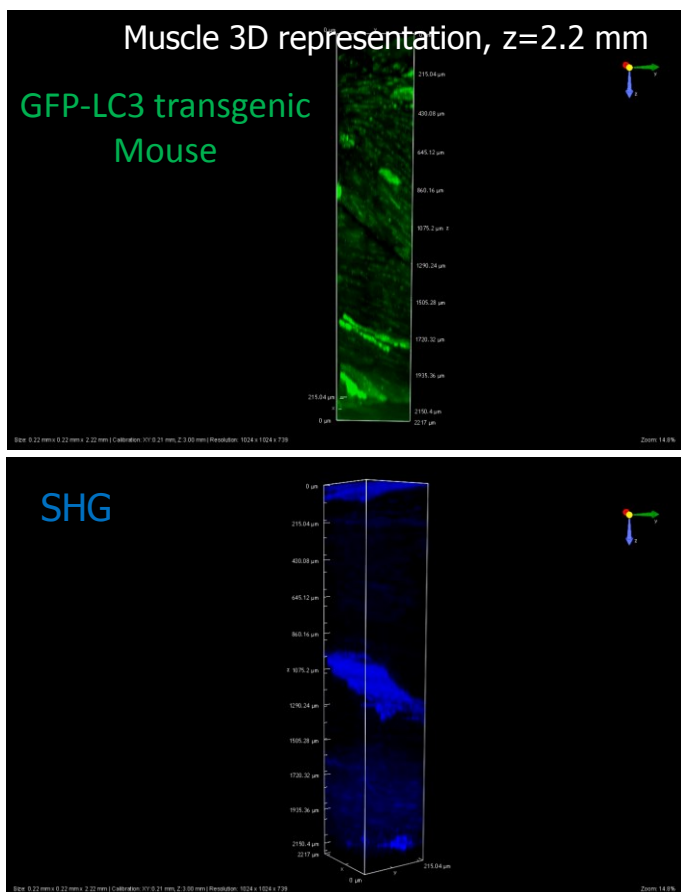 Muscle 3D representation, z=2.2 mm
GFP-LC3 transgenic
Mouse
0 µm
215.04 µm
430.08 µm
645.12 µm
860.16 µm
1075.2 µm z
1290.24 µm
1505.28 µm
1720.32 µm
1935.36 µm
215.04 µm
2150.4 µm
0 µm
2217 µm
Y
z
Size: 0.22 mm x 0.22 mm x 2.22 mm | Calibration: XY:0.21 mm, Z:3.00 mm | Resolution: 1024 x 1024 x 739
Zoom: 14.8%
SHG
0 µm
215.04 µm
430.08 µm
645.12 µm
860.16 µm
z 1075.2 µm
1290.24 µm
1505.28 µm
1720.32 µm
1935.36 µm
2150.4 µm
2217 µm
X
Y
215.04 µm
0 µm
Y
z
Size: 0.22 mm x 0.22 mm x 2.22 mm | Calibration: XY:0.21 mm, Z:3.00 mm | Resolution: 1024 x 1024 x 739
Zoom: 14.8%